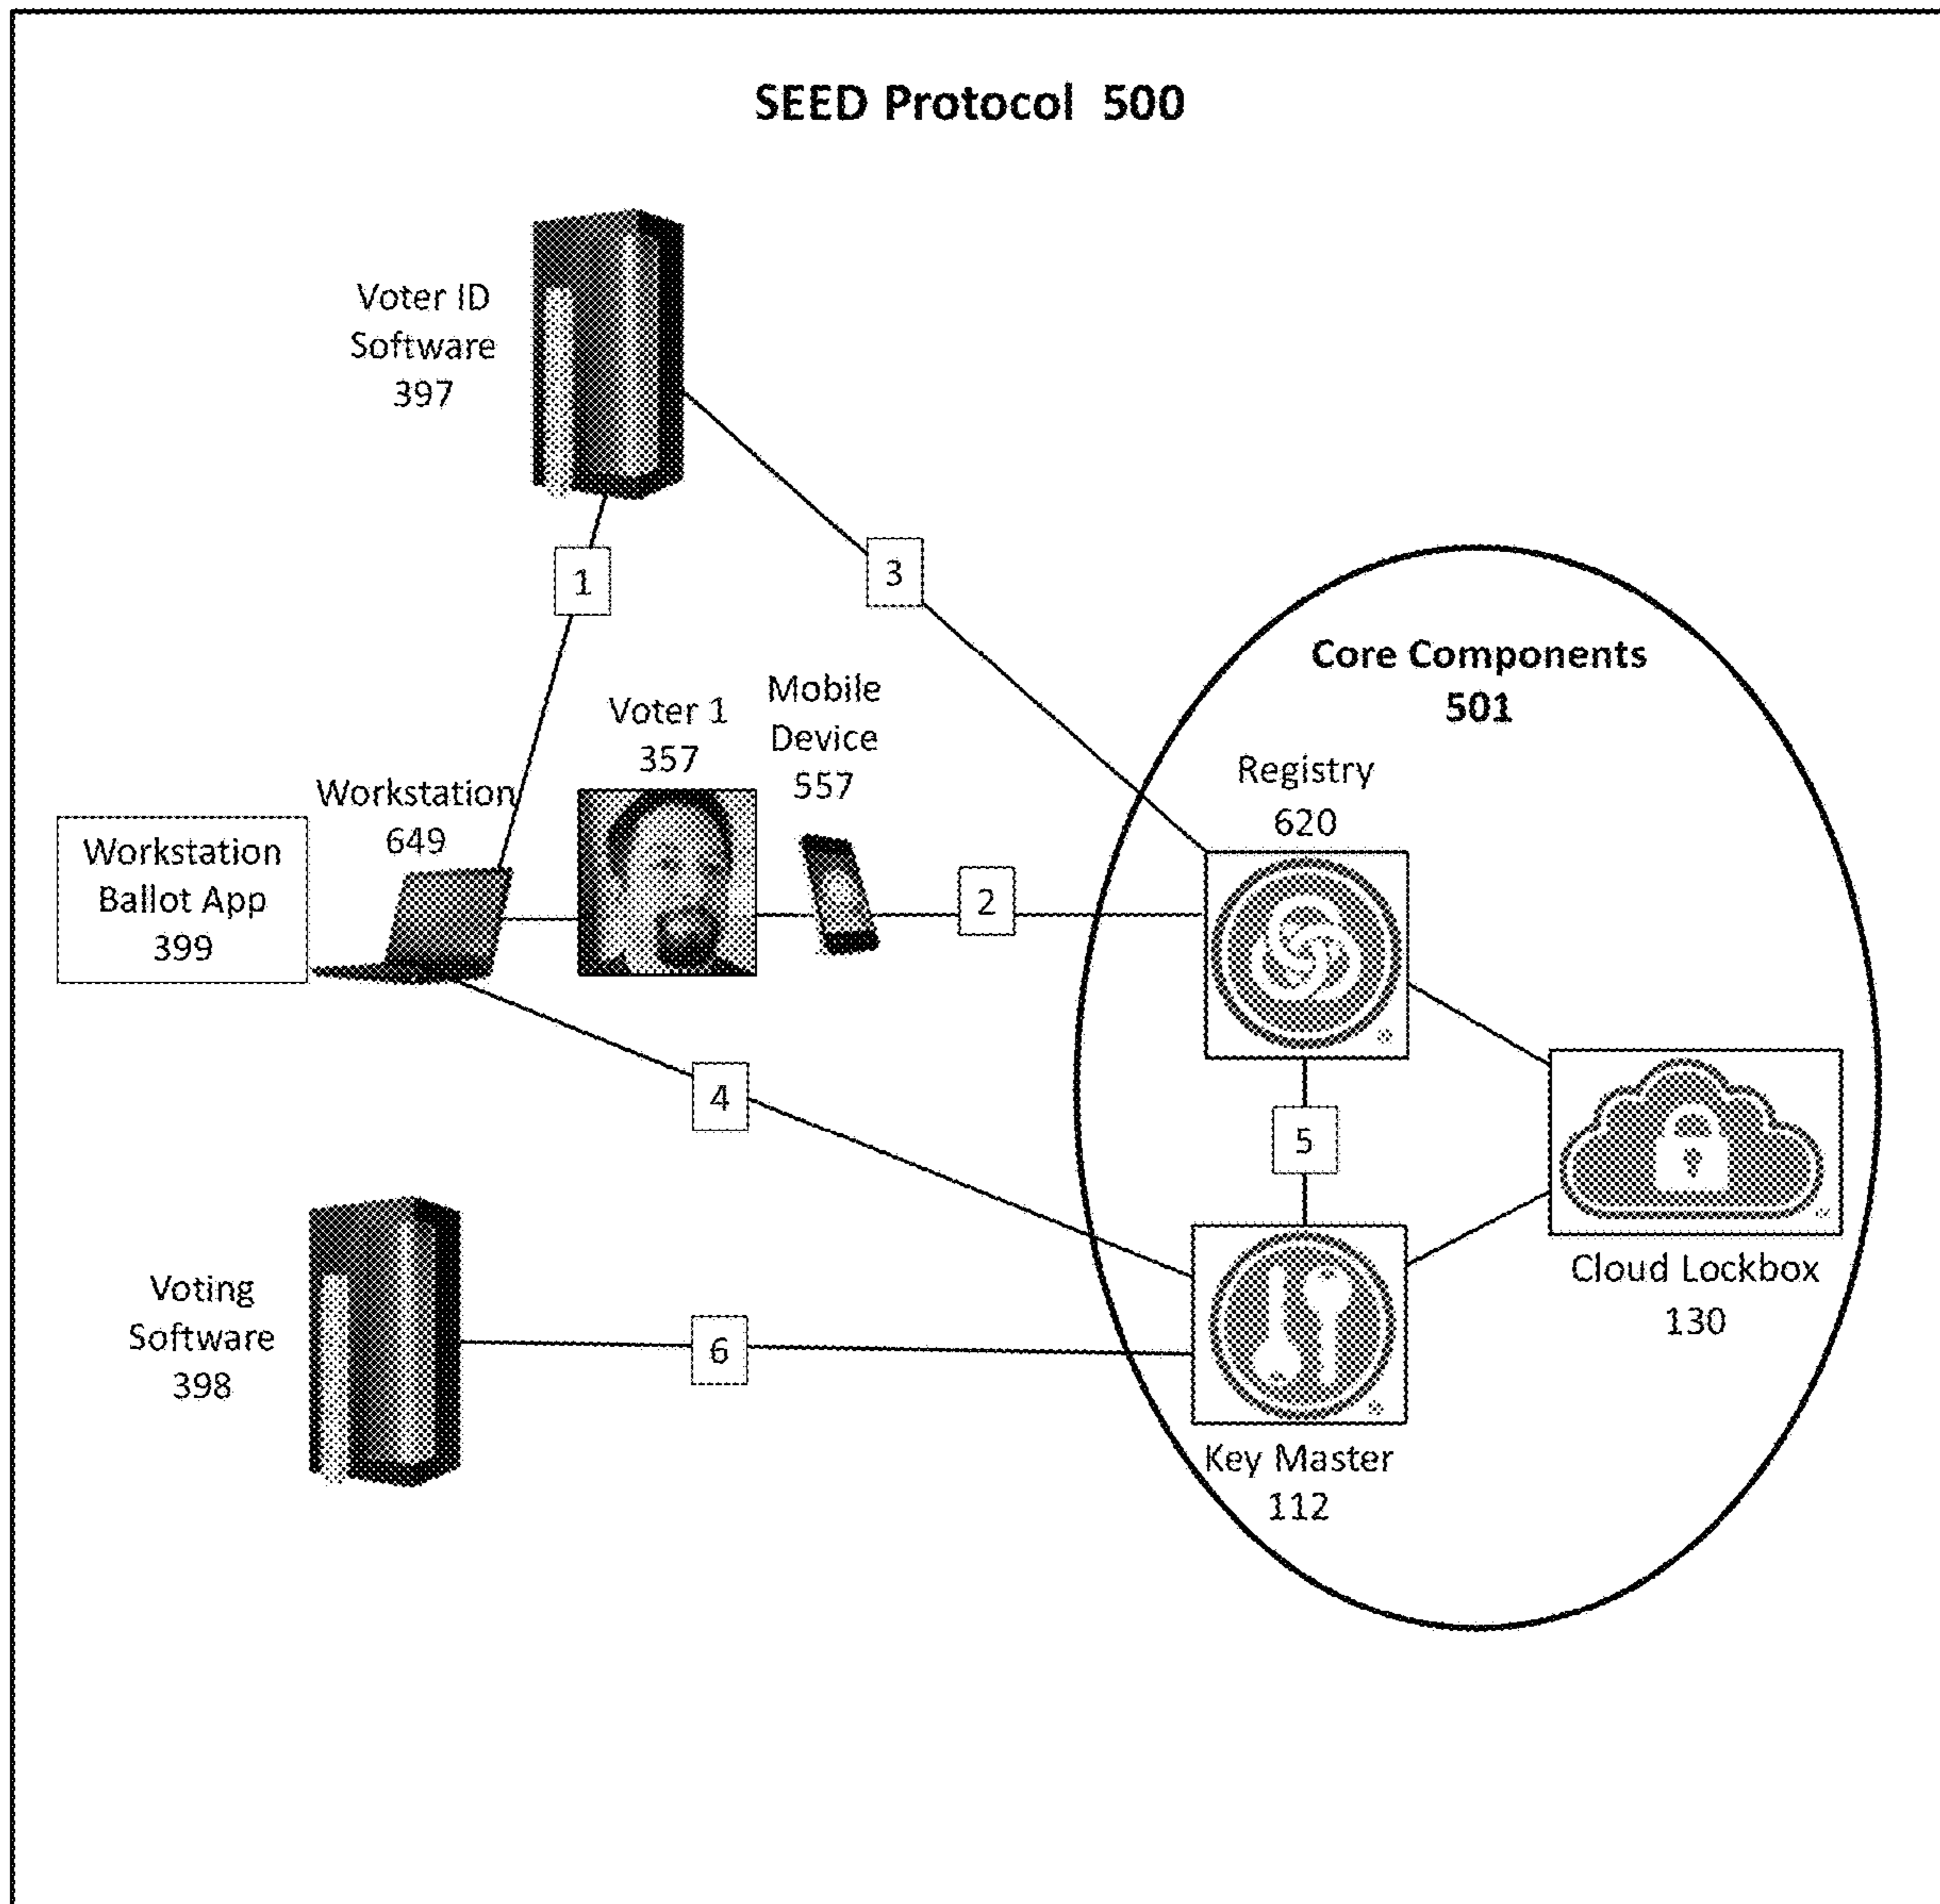 SEED Protocol 500
Voter ID
Software
397
1
3
Core Components
501
Mobile
Device
557
Voter 1
357
Registry
620
Workstation
649
Workstation
Ballot App
399
2
4
5
Cloud Lockbox
130
Voting
Software
398
6
Key Master
112